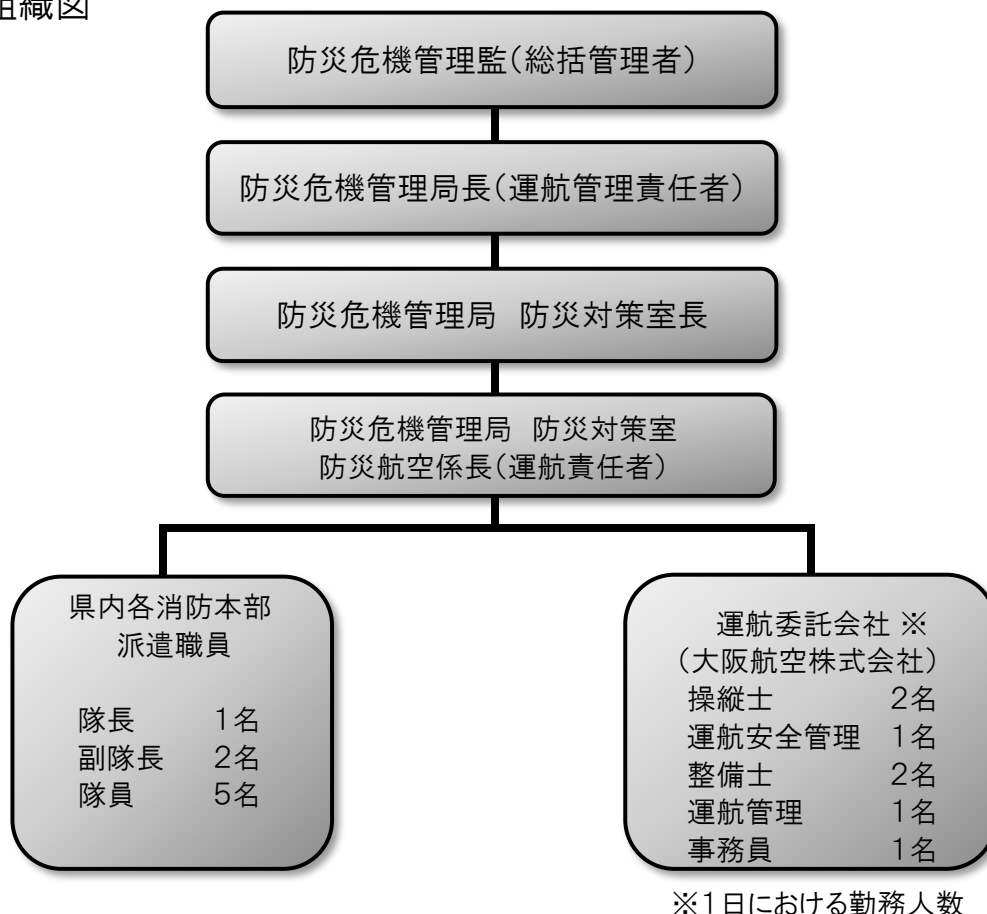 組織図
防災危機管理監(総括管理者)
防災危機管理局長(運航管理責任者)
防災危機管理局　防災対策室長
防災危機管理局　防災対策室
防災航空係長(運航責任者)
県内各消防本部
派遣職員
隊長　1名
副隊長　2名
隊員　5名
運航委託会社 ※
(大阪航空株式会社)
操縦士　2名
運航安全管理　1名
整備士　2名
運航管理　1名
事務員　1名
※1日における勤務人数